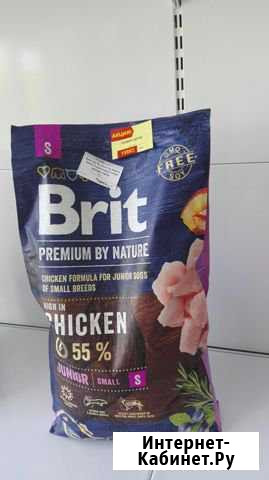 S
АКЦИЯ
GMO
FREE
SOY
Brit
PREMIUM BY NATURE
CHICKEN FORMULA FOR JUNIOR DOGS
OF SMALL BREEDS
HIGH IN
CHICKEN
55 %
JUNIOR | SMALL S
Интернет-
Кабинет.Ру